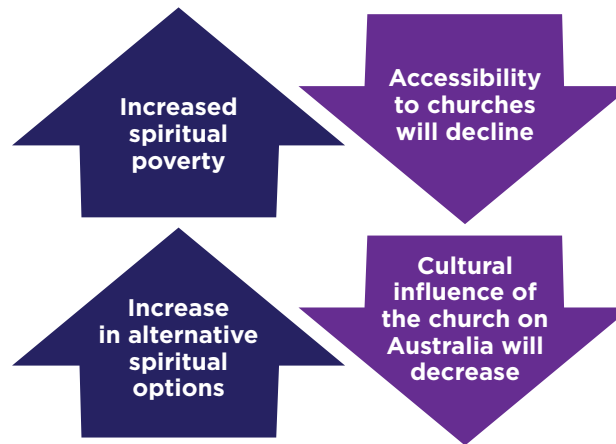 Increased
spiritual
poverty
Accessibility
to churches
will decline
Increase
in alternative
spiritual
options
Cultural
influence of
the church on
Australia will
decrease